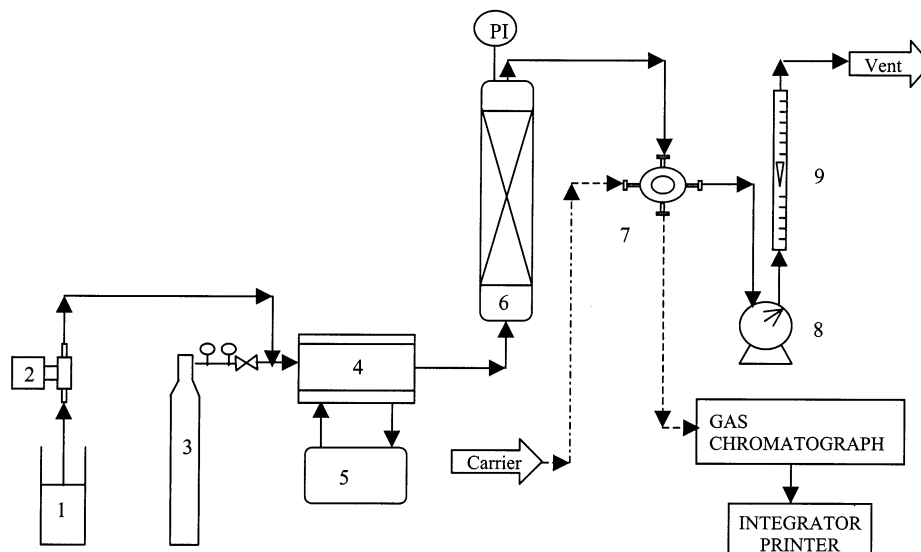 PI
Vent
9
7
6
8
2
4
3
5
1
Carrier
GAS
CHROMATOGRAPH
INTEGRATOR
PRINTER